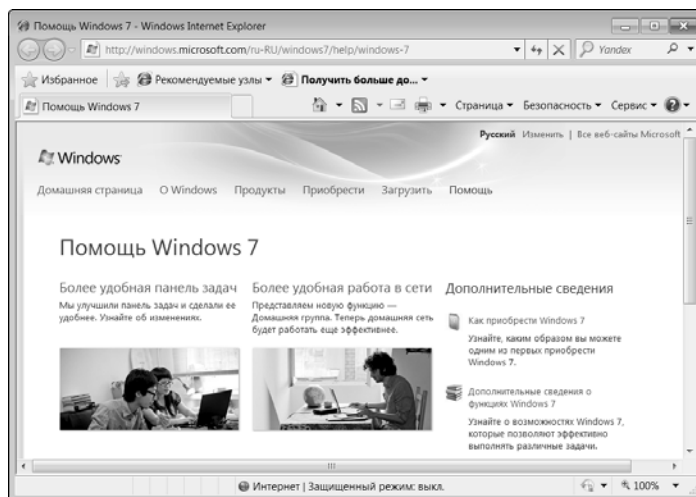 Помощь Windows 7 - Windows Internet Explorer
http://windows.microsoft.com/ru-RU/windows7/help/windows-7
Yandex
Избранное
Рекомендуемые узлы
Получить больше до...
Помощь Windows 7
Страница
Безопасность
Сервис
Русский Изменить | Все веб-сайты Microsoft
Windows
Домашняя страница О Windows Продукты Приобрести Загрузить Помощь
Помощь Windows 7
Более удобная панель задач
Мы улучшили панель задач и сделали ее
удобнее. Узнайте об изменениях.
Более удобная работа в сети
Представляем новую функцию —
Домашняя группа. Теперь домашняя сеть
будет работать еще эффективнее.
Дополнительные сведения
Как приобрести Windows 7
Узнайте, каким образом вы можете
одним из первых приобрести
Windows 7.
Дополнительные сведения о
функциях Windows 7
Узнайте о возможностях Windows 7,
которые позволяют эффективно
выполнять различные задачи.
Интернет | Защищенный режим: выкл.
100%